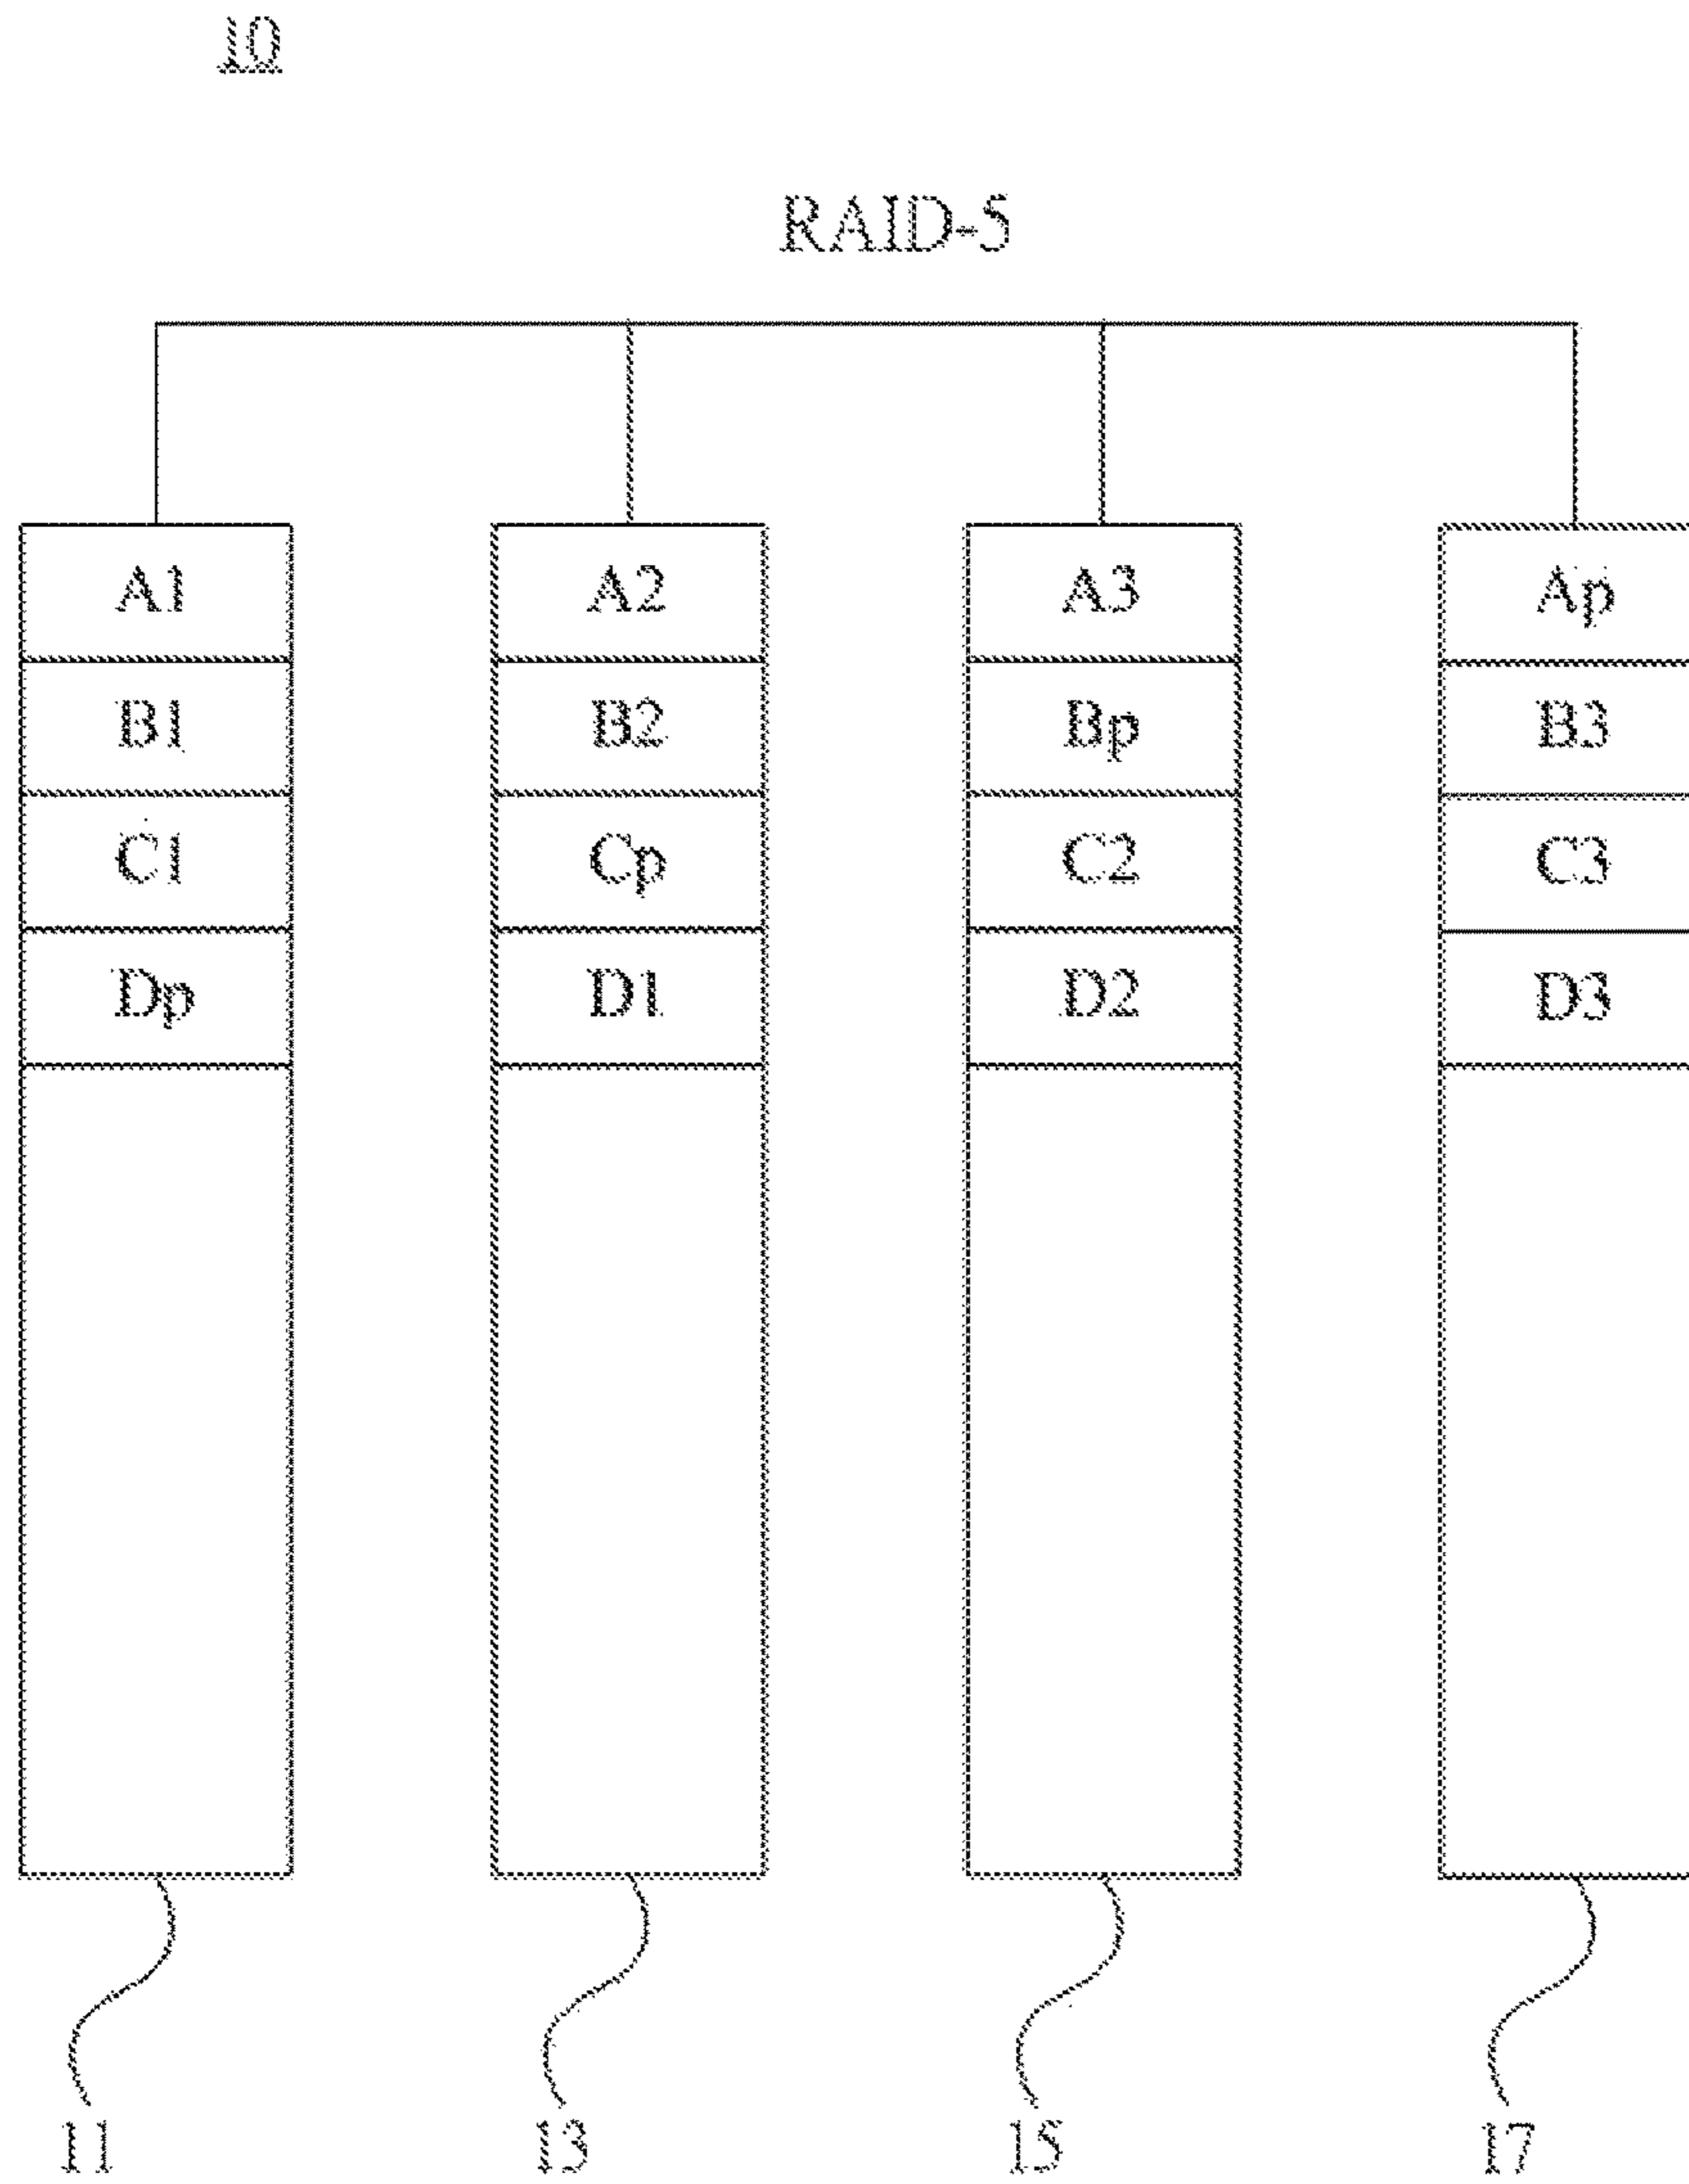 10
RAID-5
A1 A2 A3 Ap
B1 B2 Bp B3
C1 Cp C2 C3
Dp D1 D2 D3
11 13 15 17